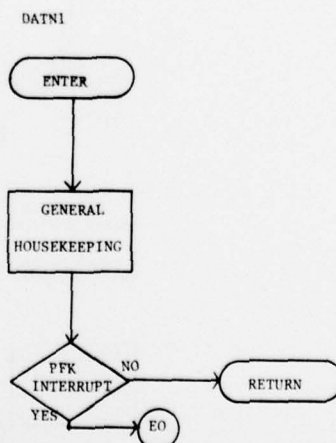 DATN1
ENTER
GENERAL
HOUSEKEEPING
PFK
INTERRUPT
NO
RETURN
YES
EO